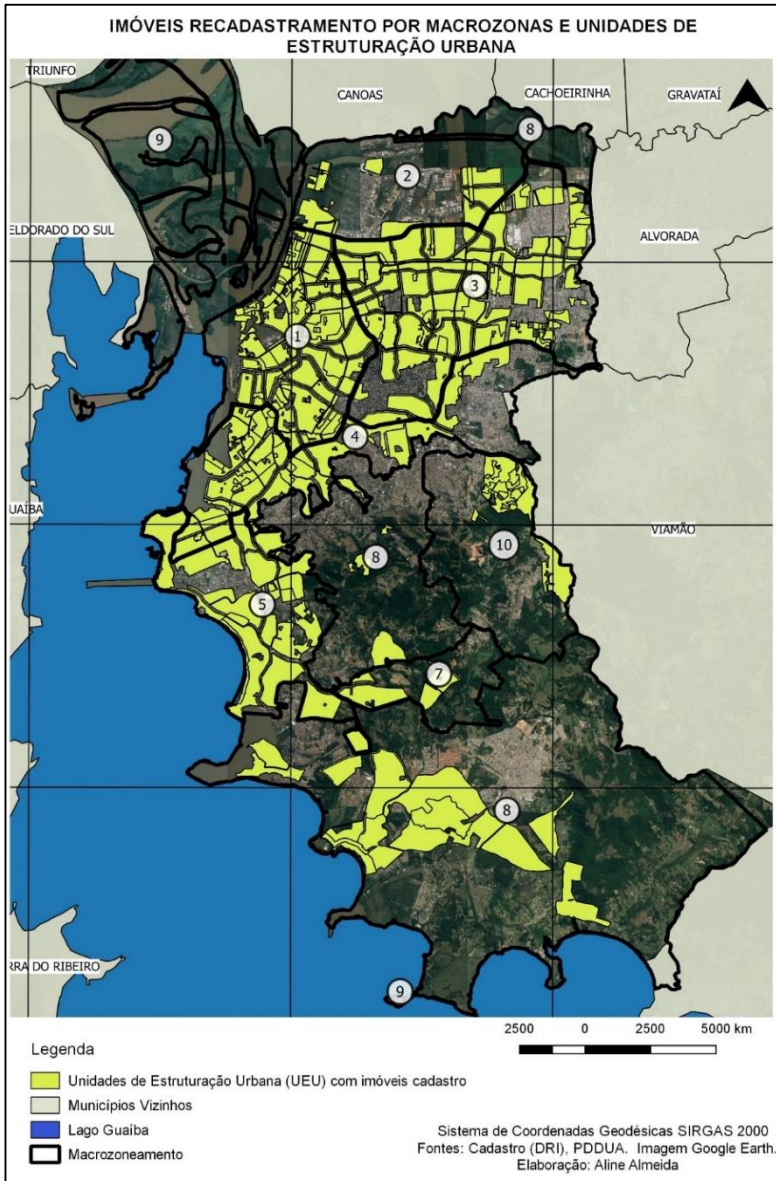 IMÓVEIS RECADASTRAMENTO POR MACROZONAS E UNIDADES DE
ESTRUTURAÇÃO URBANA
TRIUNFO
CANOAS
CACHOEIRINHA
GRAVATAÍ
9
8
2
ELDORADO DO SUL
ALVORADA
3
1
4
UAÍBA
VIAMÃO
10
8
5
7
8
RRA DO RIBEIRO
9
2500 0 2500 5000 km
Legenda
Unidades de Estruturação Urbana (UEU) com imóveis cadastro
Municípios Vizinhos
Lago Guaíba
Macrozoneamento
Sistema de Coordenadas Geodésicas SIRGAS 2000
Fontes: Cadastro (DRI), PDDUA. Imagem Google Earth.
Elaboração: Aline Almeida